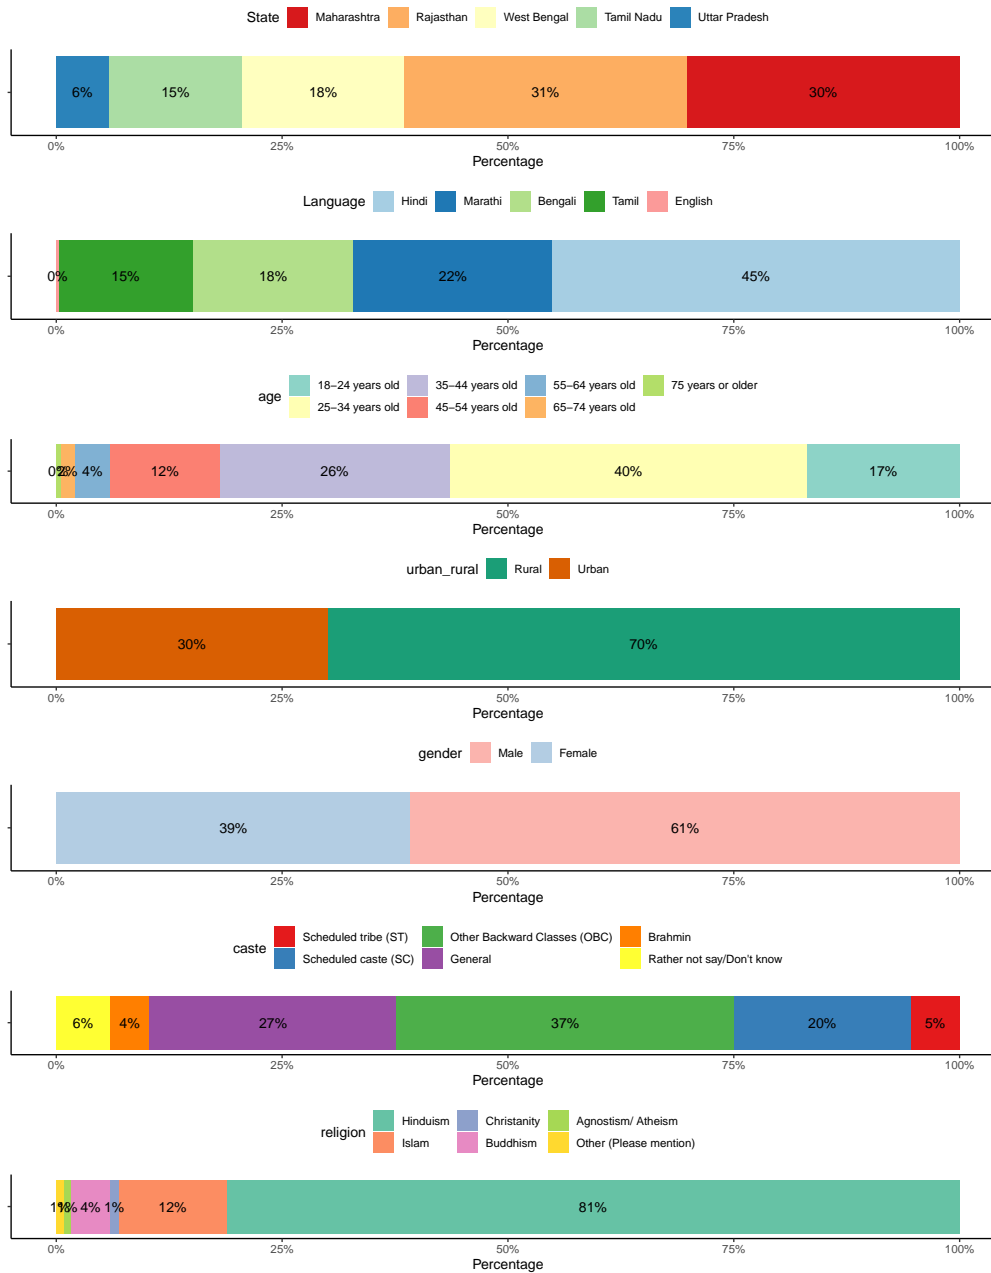 State Maharashtra Rajasthan West Bengal Tamil Nadu Uttar Pradesh
6% 15% 18% 31% 30%
0% 25% 50% 75% 100%
Percentage
Language Hindi Marathi Bengali Tamil English
0% 15% 18% 22% 45%
0% 25% 50% 75% 100%
Percentage
age
18–24 years old 35–44 years old 55–64 years old 75 years or older
25–34 years old 45–54 years old 65–74 years old
0% 2% 4% 12% 26% 40% 17%
0% 25% 50% 75% 100%
Percentage
urban_rural Rural Urban
30% 70%
0% 25% 50% 75% 100%
Percentage
gender Male Female
39% 61%
0% 25% 50% 75% 100%
Percentage
caste
Scheduled tribe (ST) Other Backward Classes (OBC) Brahmin
Scheduled caste (SC) General Rather not say/Don't know
6% 4% 27% 37% 20% 5%
0% 25% 50% 75% 100%
Percentage
religion
Hinduism Christanity Agnostism/ Atheism
Islam Buddhism Other (Please mention)
1% 1% 4% 1% 12% 81%
0% 25% 50% 75% 100%
Percentage